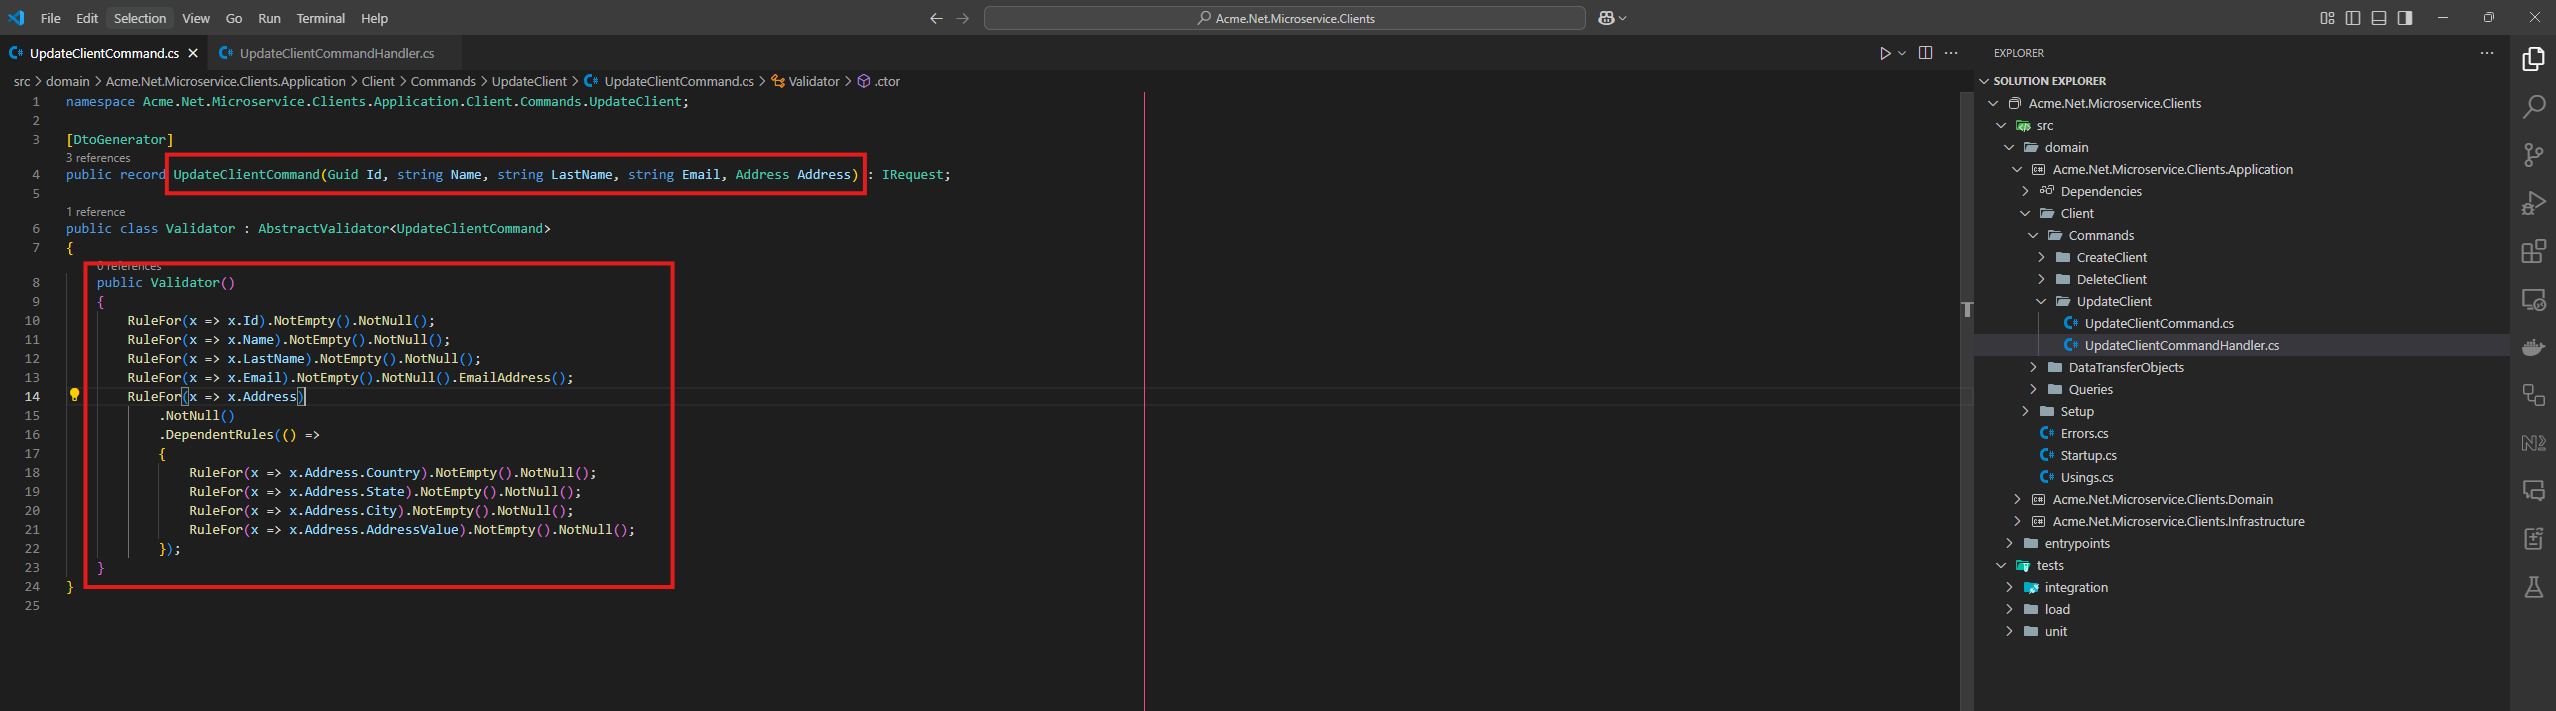 File Edit Selection View Go Run Terminal Help
Acme.Net.Microservice.Clients
UpdateClientCommand.cs
UpdateClientCommandHandler.cs
src > domain > Acme.Net.Microservice.Clients.Application > Client > Commands > UpdateClient > UpdateClientCommand.cs > Validator > .ctor
1 namespace Acme.Net.Microservice.Clients.Application.Client.Commands.UpdateClient;
2
3 [DtoGenerator]
3 references
4 public record UpdateClientCommand(Guid Id, string Name, string LastName, string Email, Address Address) : IRequest;
5
1 reference
6 public class Validator : AbstractValidator<UpdateClientCommand>
7 {
0 references
8 public Validator()
9 {
10 RuleFor(x => x.Id).NotEmpty().NotNull();
11 RuleFor(x => x.Name).NotEmpty().NotNull();
12 RuleFor(x => x.LastName).NotEmpty().NotNull();
13 RuleFor(x => x.Email).NotEmpty().NotNull().EmailAddress();
14 RuleFor(x => x.Address)
15 .NotNull()
16 .DependentRules(() =>
17 {
18 RuleFor(x => x.Address.Country).NotEmpty().NotNull();
19 RuleFor(x => x.Address.State).NotEmpty().NotNull();
20 RuleFor(x => x.Address.City).NotEmpty().NotNull();
21 RuleFor(x => x.Address.AddressValue).NotEmpty().NotNull();
22 });
23 }
24 }
25
EXPLORER
SOLUTION EXPLORER
Acme.Net.Microservice.Clients
src
domain
Acme.Net.Microservice.Clients.Application
Dependencies
Client
Commands
CreateClient
DeleteClient
UpdateClient
UpdateClientCommand.cs
UpdateClientCommandHandler.cs
DataTransferObjects
Queries
Setup
Errors.cs
Startup.cs
Usings.cs
Acme.Net.Microservice.Clients.Domain
Acme.Net.Microservice.Clients.Infrastructure
entrypoints
tests
integration
load
unit